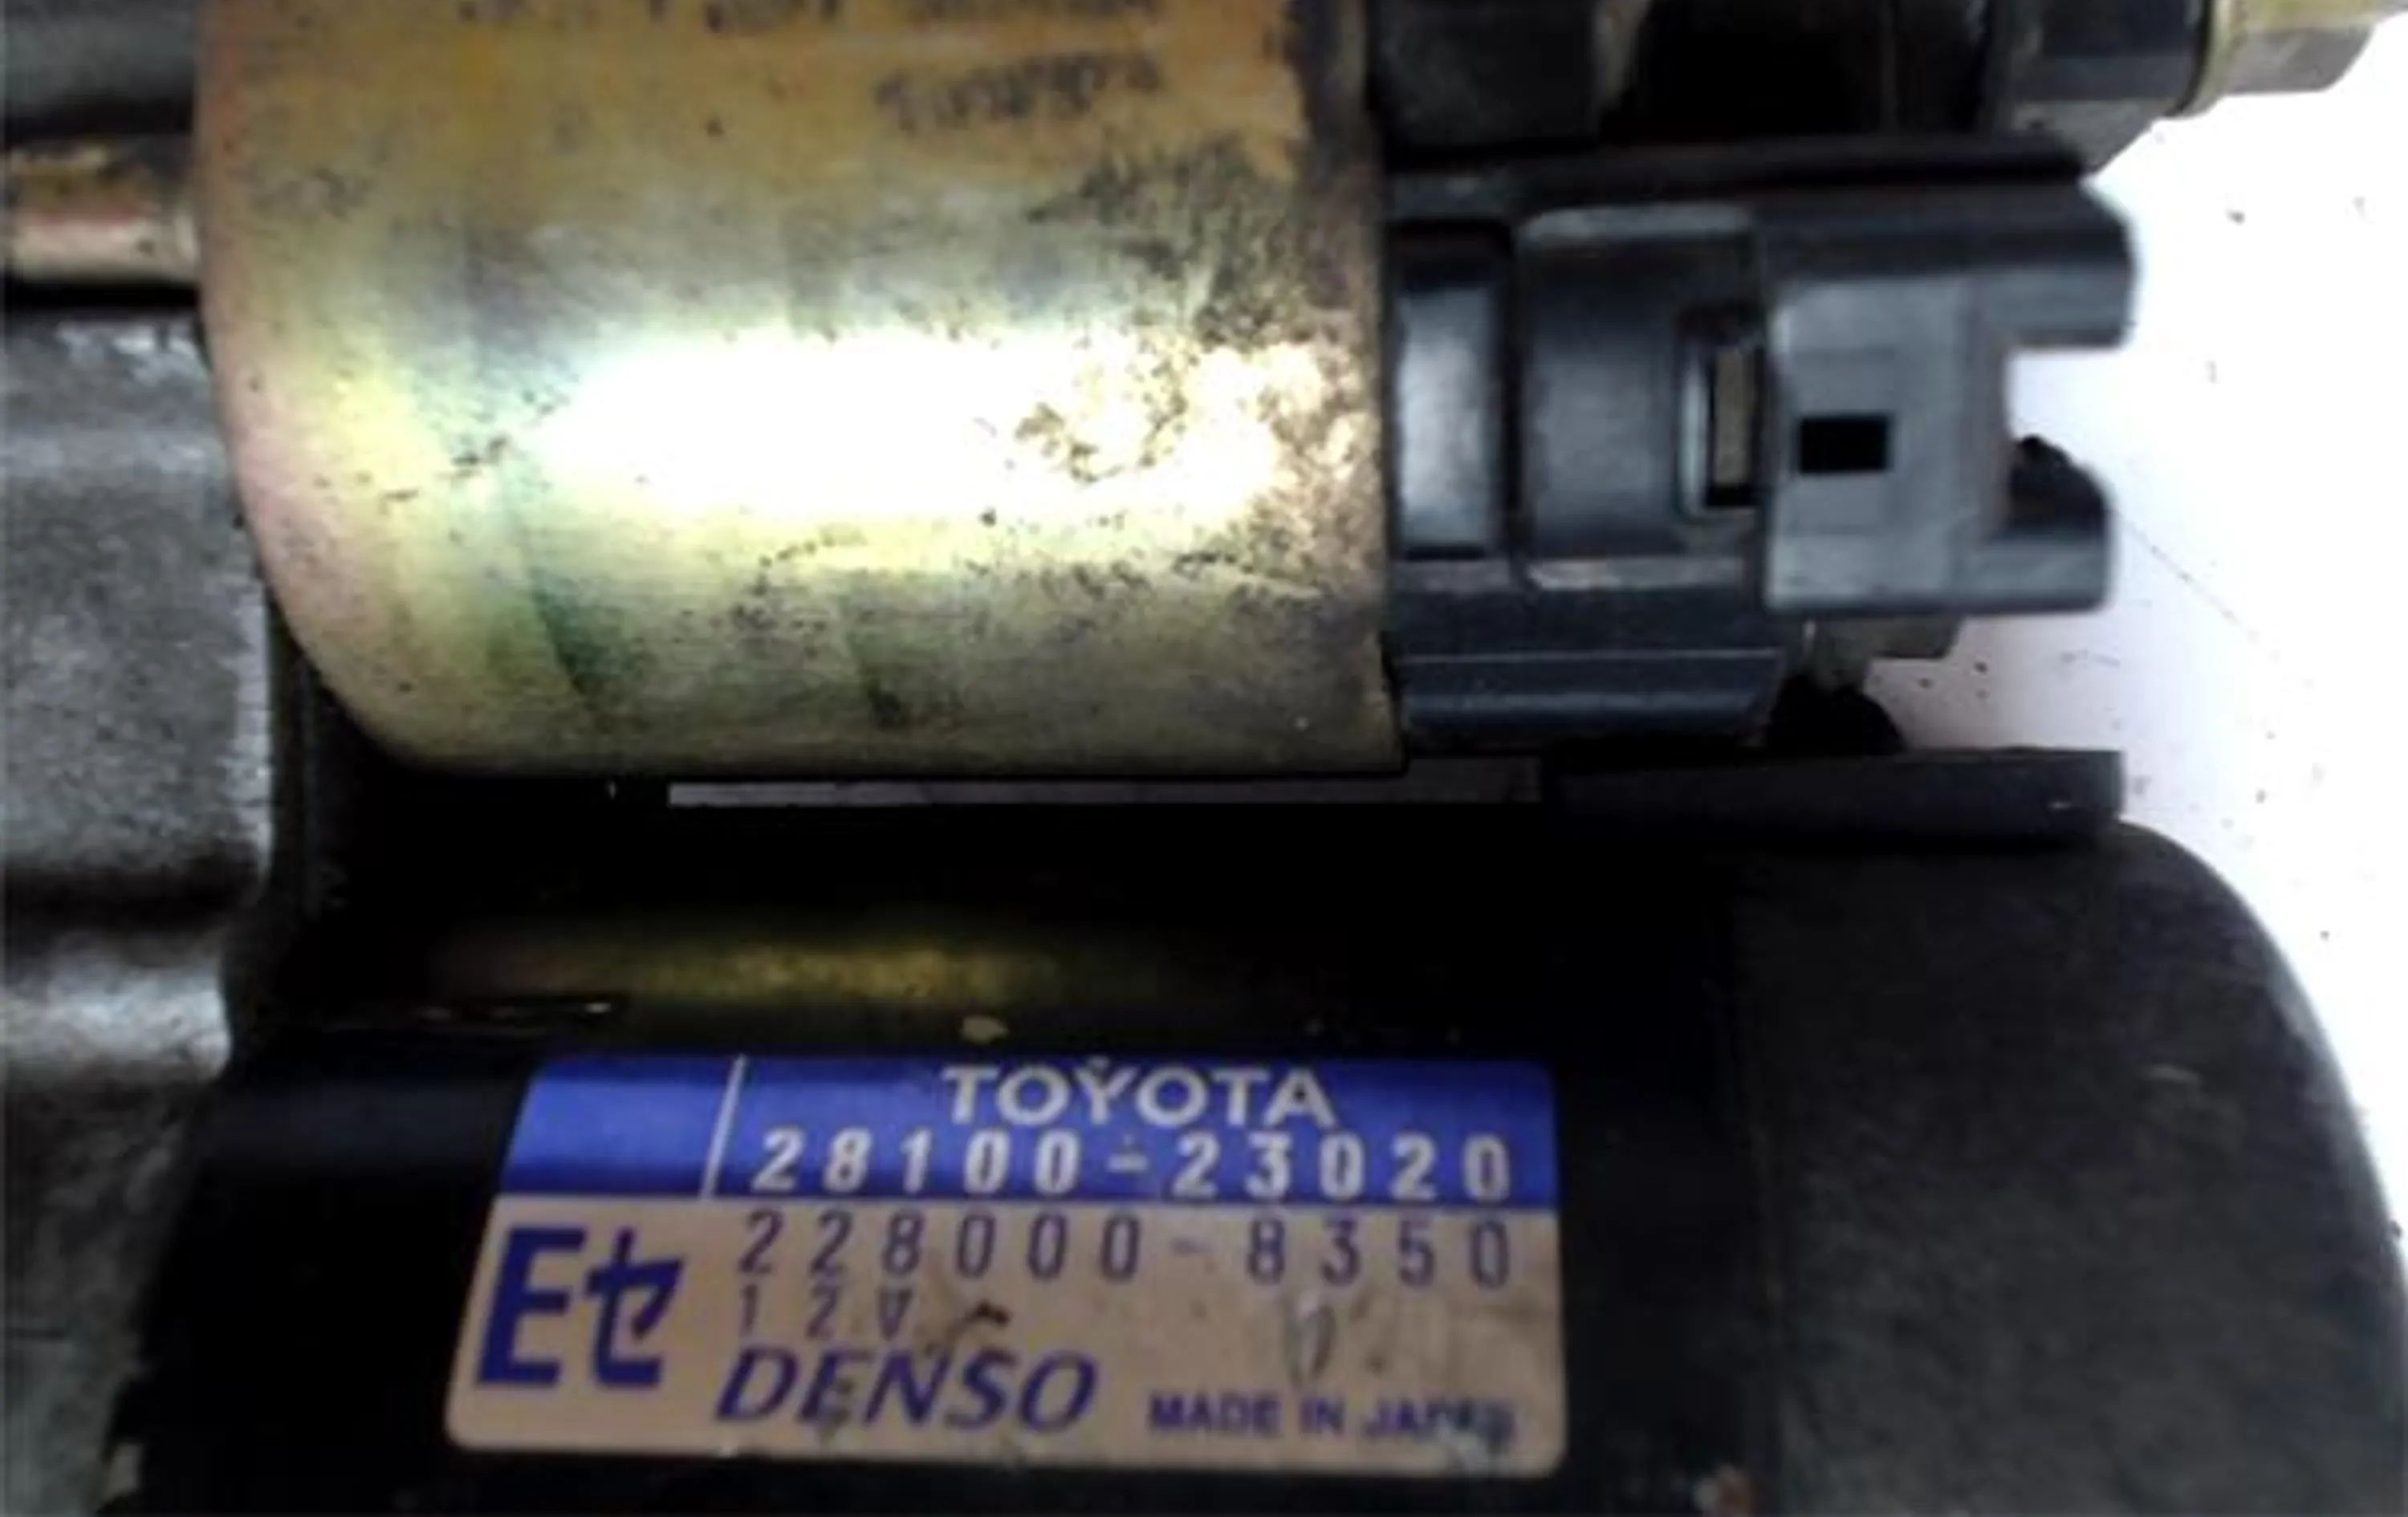 TOYOTA
28100-23020
Eセ
228000-8350
12V
DENSO
MADE IN JAPAN